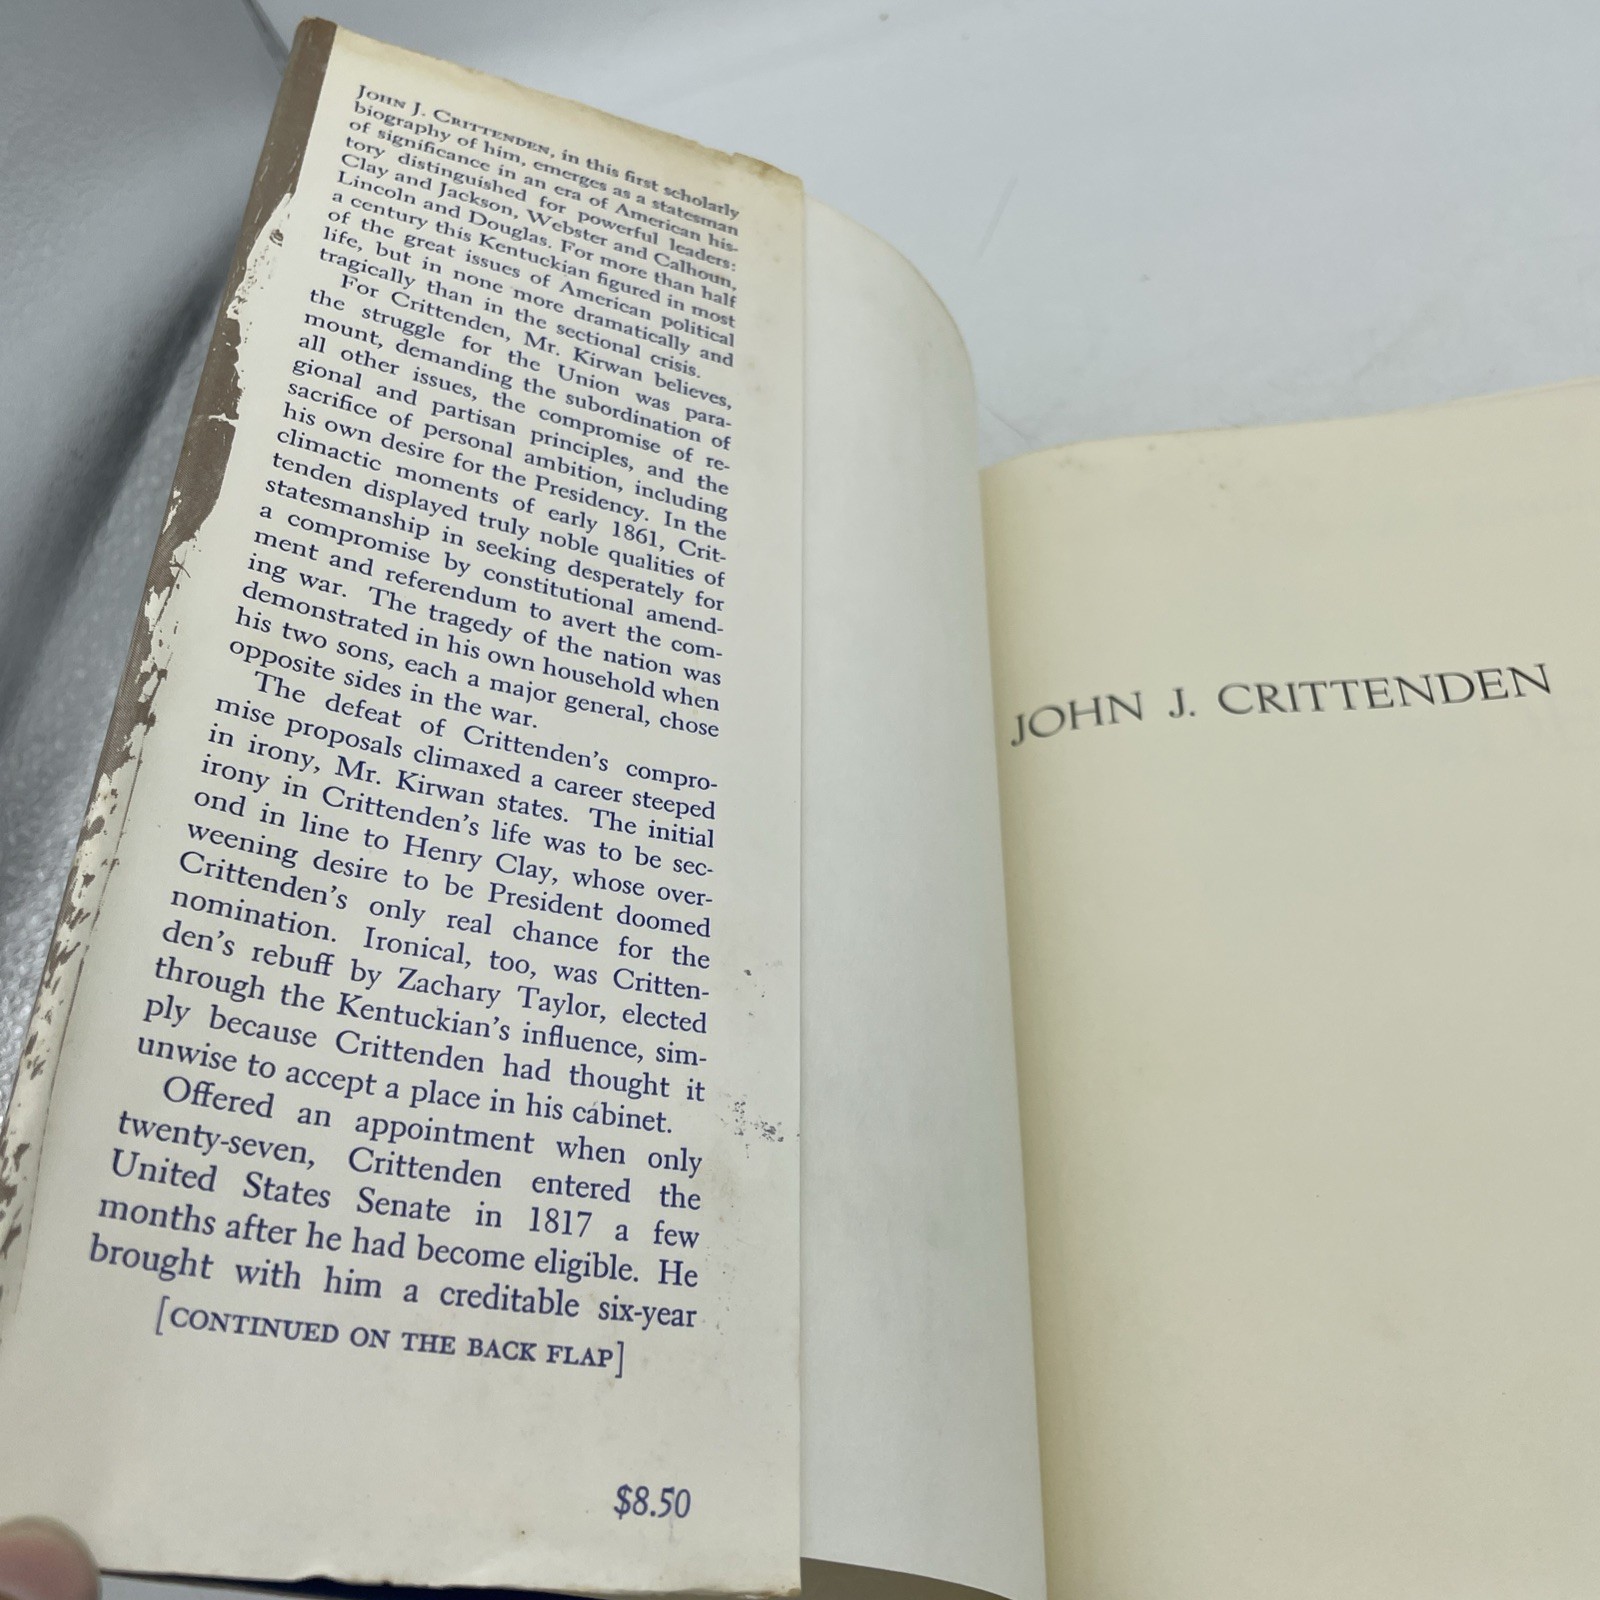 JOHN J. CRITTENDEN, in this first scholarly
biography of him, emerges as a statesman
of significance in an era of American his-
tory distinguished for powerful leaders:
Clay and Jackson, Webster and Calhoun,
Lincoln and Douglas. For more than half
a century this Kentuckian figured in most
of the great issues of American political
life, but in none more dramatically and
tragically than in the sectional crisis.
For Crittenden, Mr. Kirwan believes,
the struggle for the Union was para-
mount, demanding the subordination of
all other issues, the compromise of re-
gional and partisan principles, and the
sacrifice of personal ambition, including
his own desire for the Presidency. In the
climactic moments of early 1861, Crit-
tenden displayed truly noble qualities of
statesmanship in seeking desperately for
a compromise by constitutional amend-
ment and referendum to avert the com-
ing war. The tragedy of the nation was
demonstrated in his own household when
his two sons, each a major general, chose
opposite sides in the war.
The defeat of Crittenden's compro-
mise proposals climaxed a career steeped
in irony, Mr. Kirwan states. The initial
irony in Crittenden's life was to be sec-
ond in line to Henry Clay, whose over-
weening desire to be President doomed
Crittenden's only real chance for the
nomination. Ironical, too, was Critten-
den's rebuff by Zachary Taylor, elected
through the Kentuckian's influence, sim-
ply because Crittenden had thought it
unwise to accept a place in his cabinet.
Offered an appointment when only
twenty-seven, Crittenden entered the
United States Senate in 1817 a few
months after he had become eligible. He
brought with him a creditable six-year
[CONTINUED ON THE BACK FLAP]
$8.50
JOHN J. CRITTENDEN